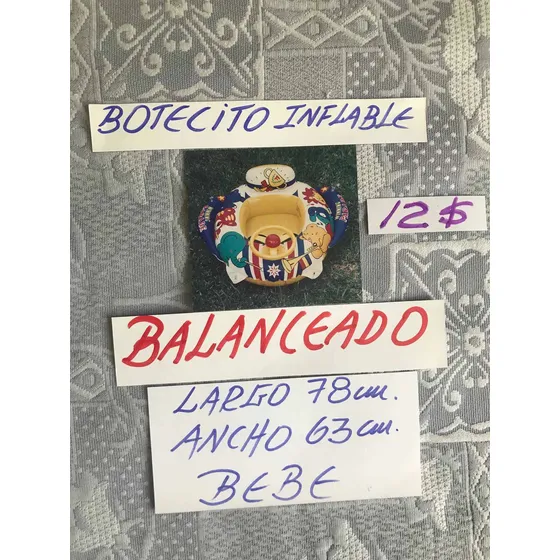 BOTECiTO INFLABLE
12$
BALANCEADO
LARGO 78cm.
ANCHO 63cm.
BEBE